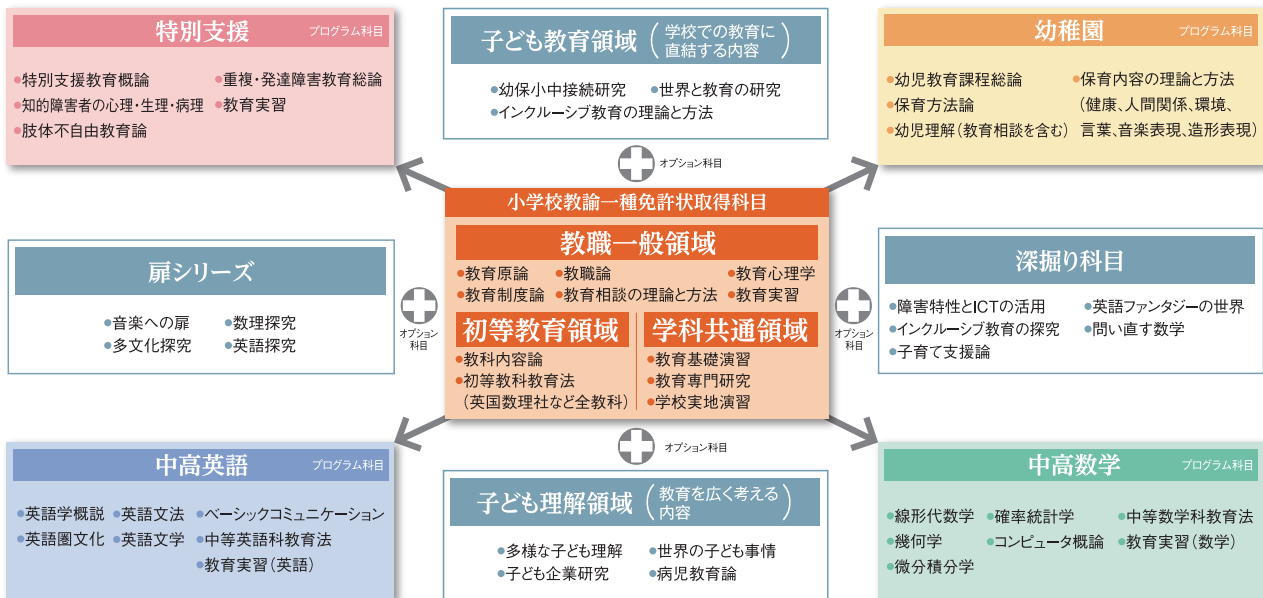 特別支援 プログラム科目
●特別支援教育概論 ●重複・発達障害教育総論
●知的障害者の心理・生理・病理 ●教育実習
●肢体不自由教育論
子ども教育領域（学校での教育に
直結する内容）
●幼保小中接続研究 ●世界と教育の研究
●インクルーシブ教育の理論と方法
オプション科目
幼稚園 プログラム科目
●幼児教育課程総論 ●保育内容の理論と方法
●保育方法論 （健康、人間関係、環境、
●幼児理解（教育相談を含む） 言葉、音楽表現、造形表現）
扉シリーズ
●音楽への扉 ●数理探究
●多文化探究 ●英語探究
オプション
科目
小学校教諭一種免許状取得科目
教職一般領域
●教育原論 ●教職論 ●教育心理学
●教育制度論 ●教育相談の理論と方法 ●教育実習
初等教育領域
●教科内容論
●初等教科教育法
（英国数理社など全教科）
学科共通領域
●教育基礎演習
●教育専門研究
●学校実地演習
オプション
科目
深掘り科目
●障害特性とICTの活用 ●英語ファンタジーの世界
●インクルーシブ教育の探究 ●問い直す数学
●子育て支援論
中高英語 プログラム科目
●英語学概説 ●英語文法 ●ベーシックコミュニケーション
●英語圏文化 ●英語文学 ●中等英語科教育法
●教育実習（英語）
オプション科目
子ども理解領域（教育を広く考える
内容）
●多様な子ども理解 ●世界の子ども事情
●子ども企業研究 ●病児教育論
中高数学 プログラム科目
●線形代数学 ●確率統計学 ●中等数学科教育法
●幾何学 ●コンピュータ概論 ●教育実習（数学）
●微分積分学